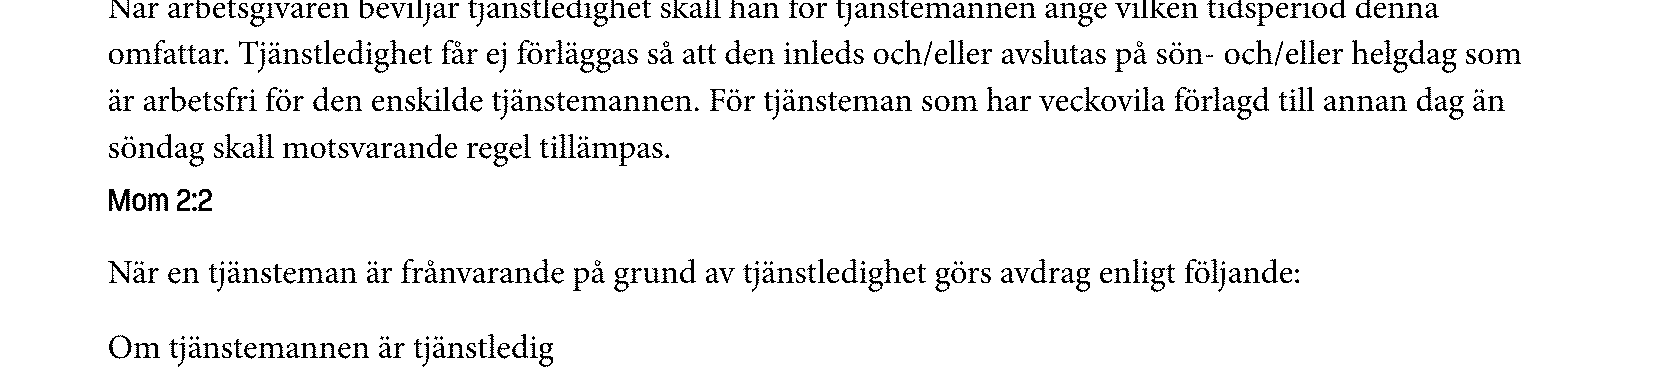 När arbetsgivaren beviljar tjänstledighet skall han för tjänstemannen ange vilken tidsperiod denna
omfattar. Tjänstledighet får ej förläggas så att den inleds och/eller avslutas på sön- och/eller helgdag som
är arbetsfri för den enskilde tjänstemannen. För tjänsteman som har veckovila förlagd till annan dag än
söndag skall motsvarande regel tillämpas.
Mom 2:2
När en tjänsteman är frånvarande på grund av tjänstledighet görs avdrag enligt följande:
Om tjänstemannen är tjänstledig